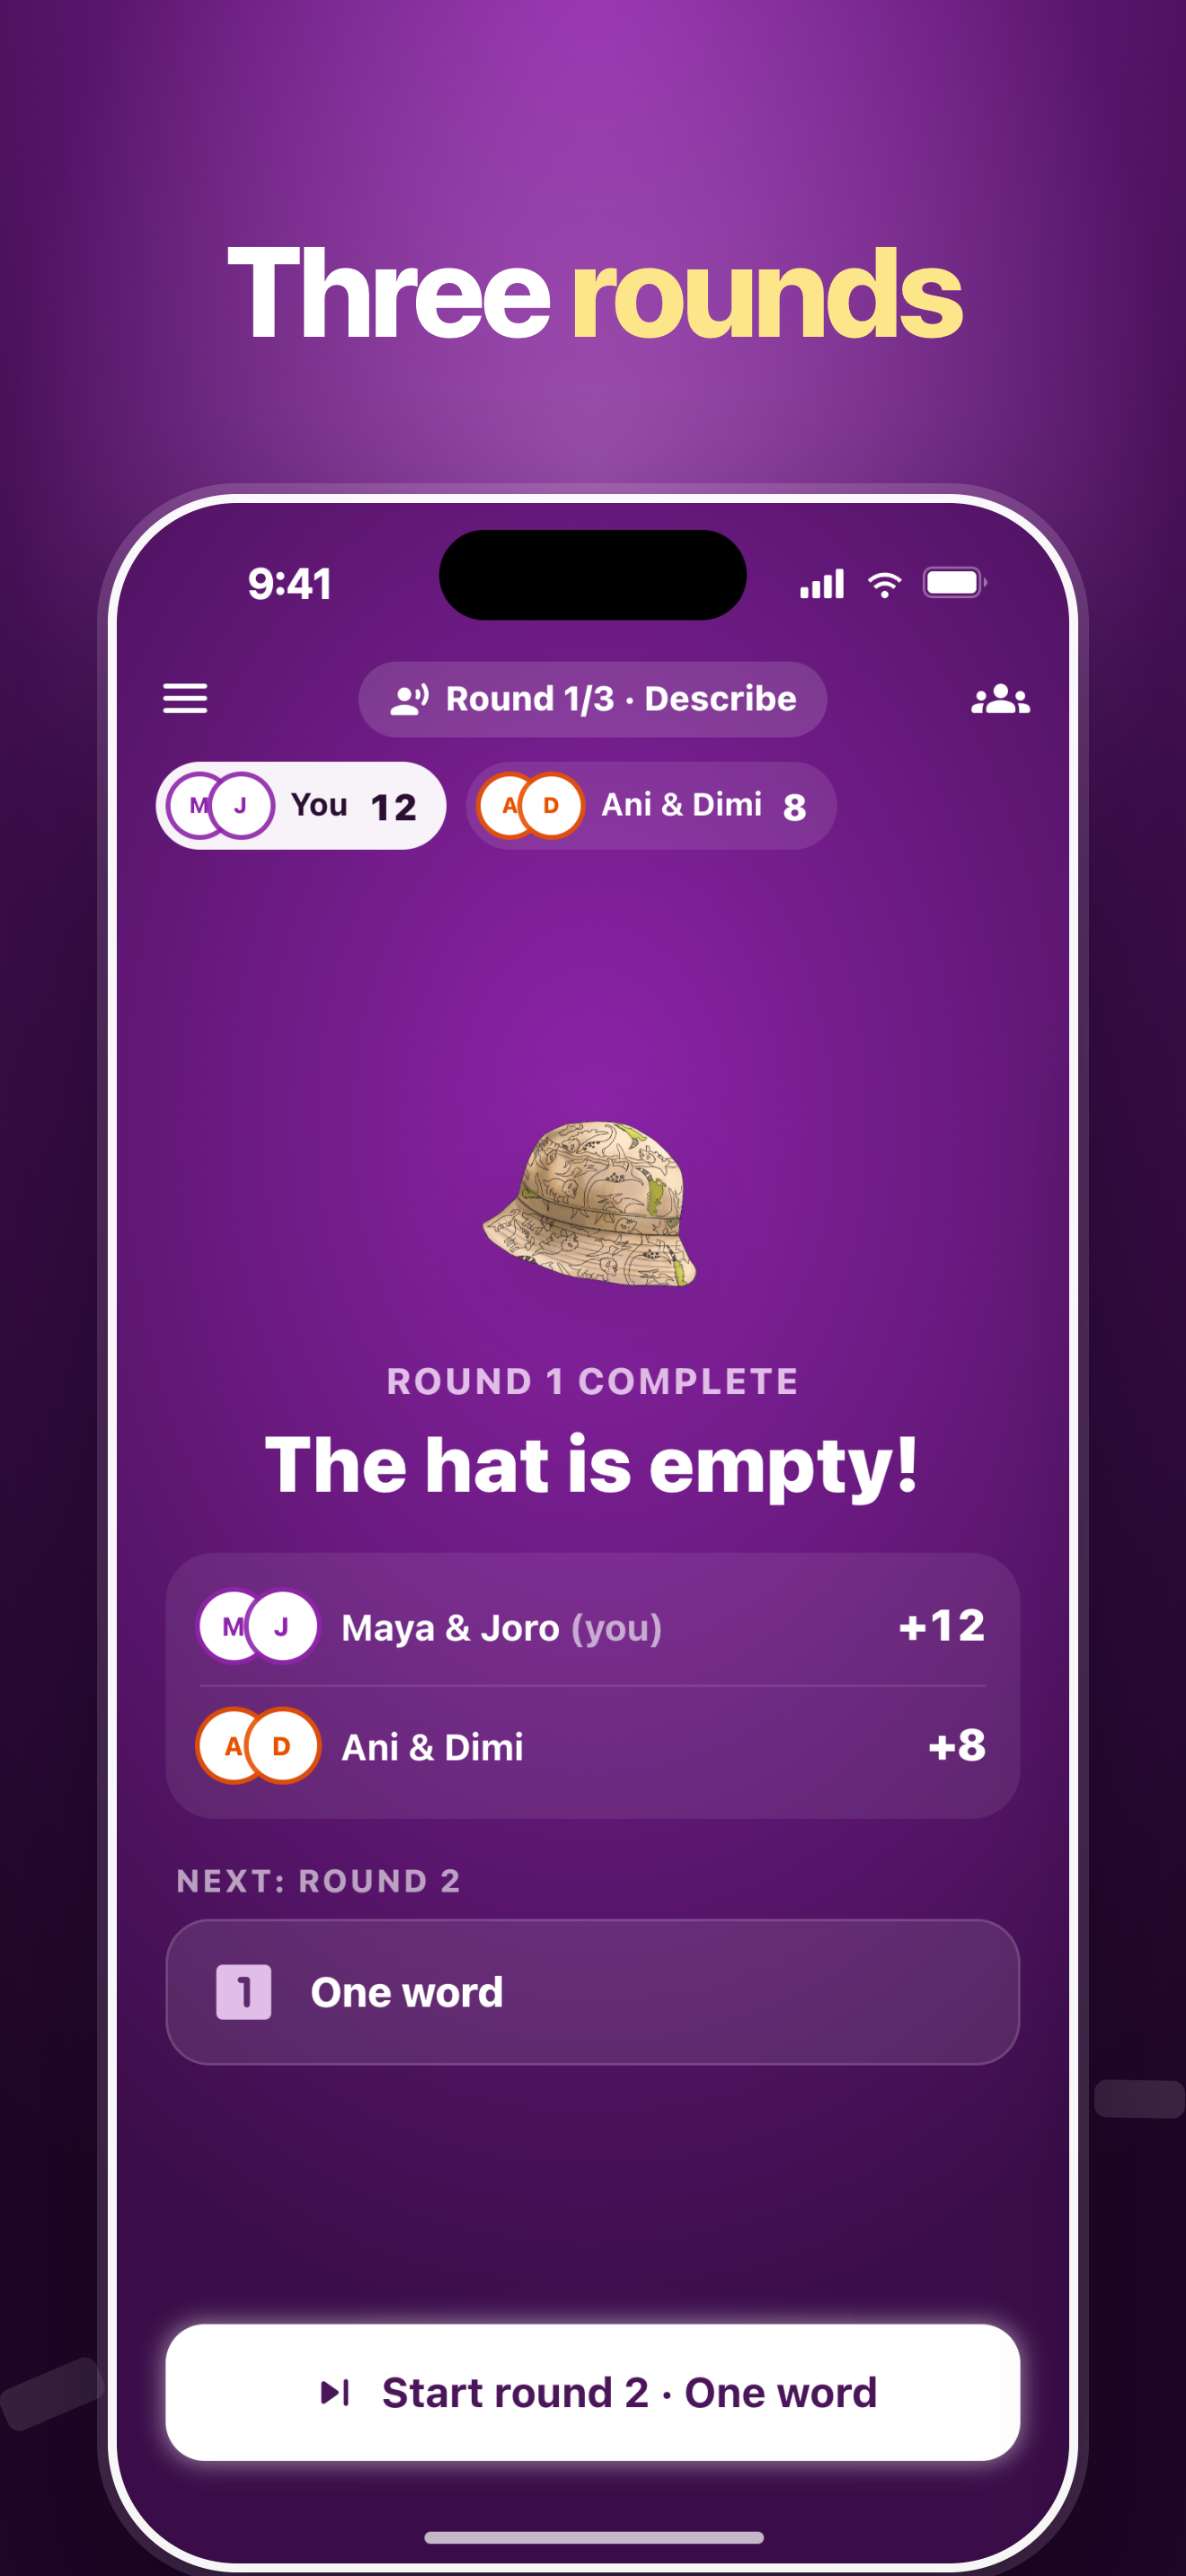 Three rounds
9:41
Round 1/3 · Describe
M J You 12
A D Ani & Dimi 8
ROUND 1 COMPLETE
The hat is empty!
M J Maya & Joro (you) +12
A D Ani & Dimi +8
NEXT: ROUND 2
1 One word
Start round 2 · One word